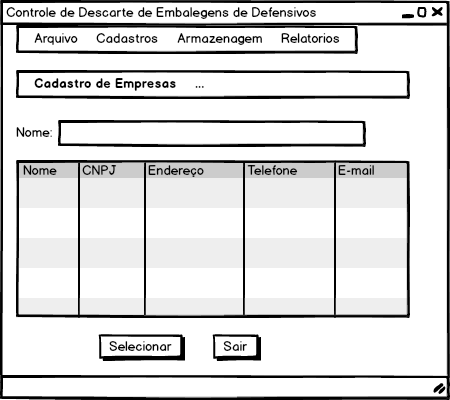 Controle de Descarte de Embalegens de Defensivos
Arquivo Cadastros Armazenagem Relatorios
Cadastro de Empresas ...
Nome:
Nome CNPJ Endereço Telefone E-mail
Selecionar Sair